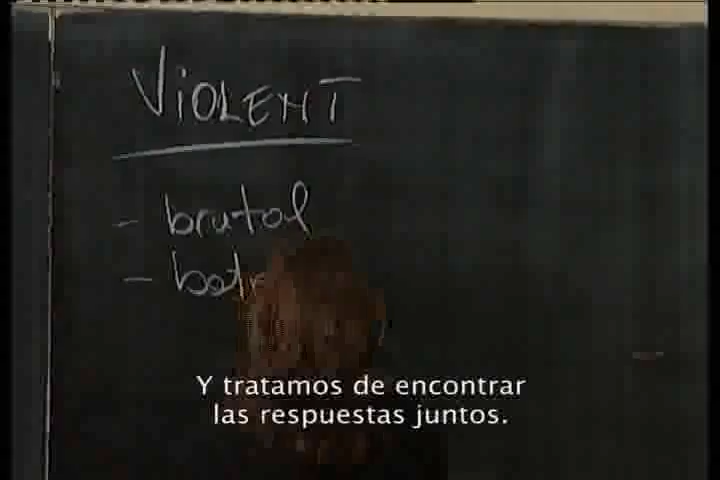 VIOLENT
- brutal
Y tratamos de encontrar
las respuestas juntos.